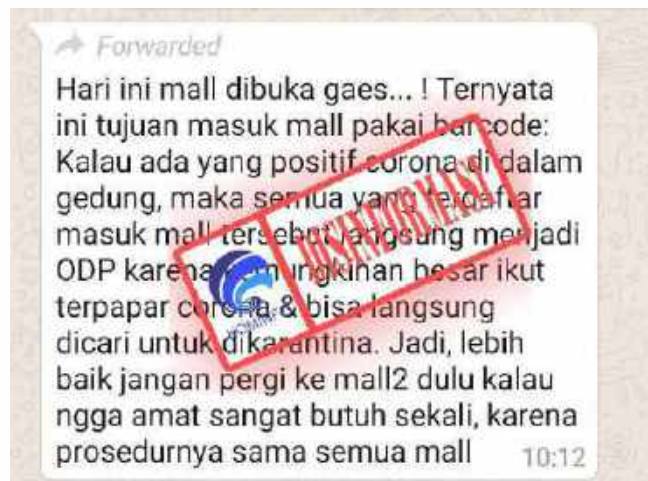 Forwarded
Hari ini mall dibuka gaes... ! Ternyata
ini tujuan masuk mall pakai barcode:
Kalau ada yang positif corona di dalam
gedung, maka semua yang terdaftar
masuk mall tersebut langsung menjadi
ODP karena kemungkinan besar ikut
terpapar corona & bisa langsung
dicari untuk dikarantina. Jadi, lebih
baik jangan pergi ke mall2 dulu kalau
ngga amat sangat butuh sekali, karena
prosedurnya sama semua mall
10:12
DISINFORMASI
KOMINFO